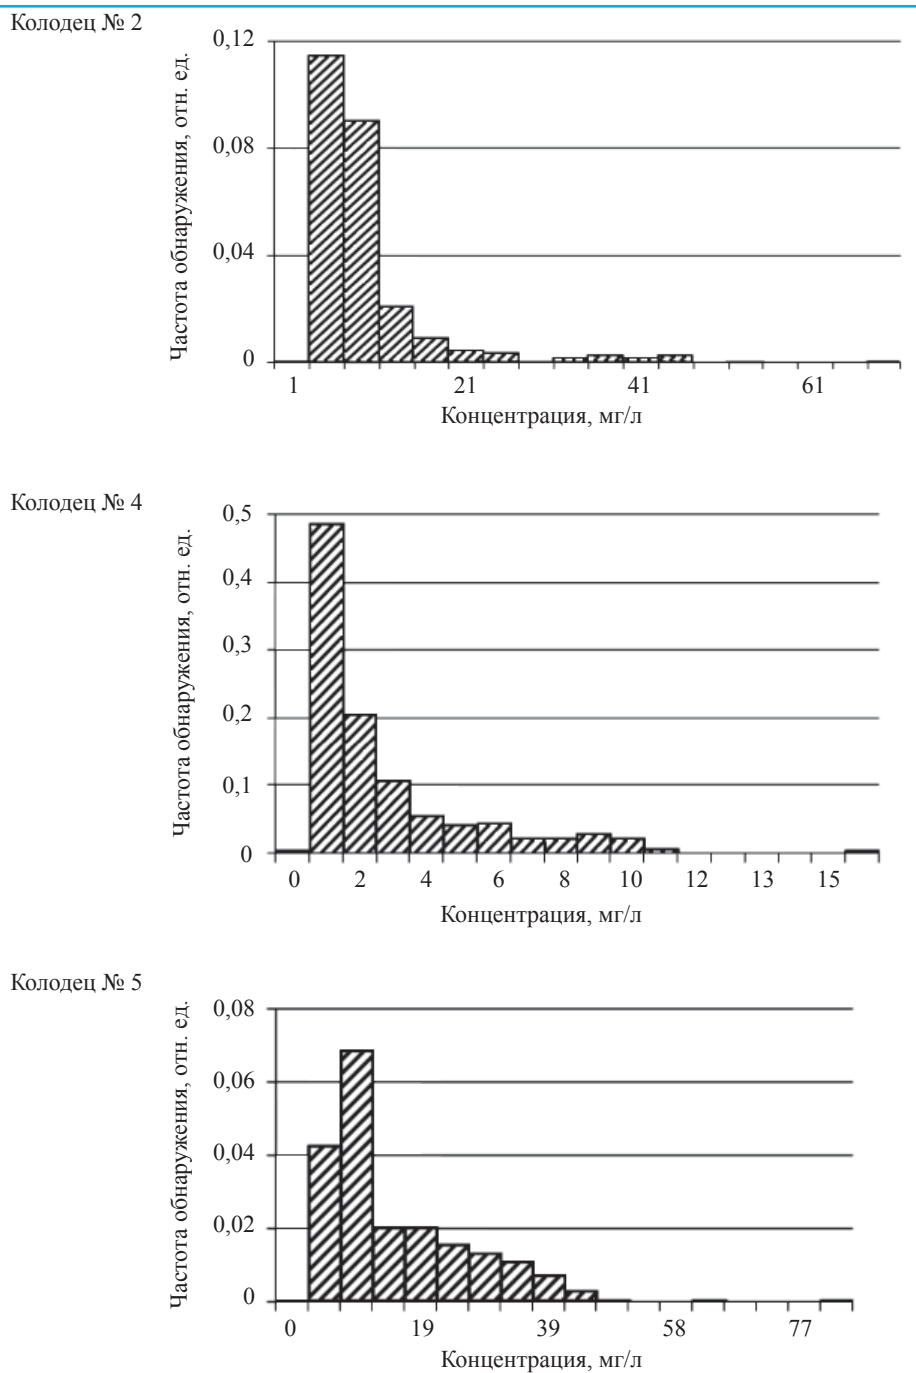 Колодец № 2
Частота обнаружения, отн. ед.
0,12
0,08
0,04
0
1 21 41 61
Концентрация, мг/л
Колодец № 4
Частота обнаружения, отн. ед.
0,5
0,4
0,3
0,2
0,1
0
0 2 4 6 8 10 12 13 15
Концентрация, мг/л
Колодец № 5
Частота обнаружения, отн. ед.
0,08
0,06
0,04
0,02
0
0 19 39 58 77
Концентрация, мг/л